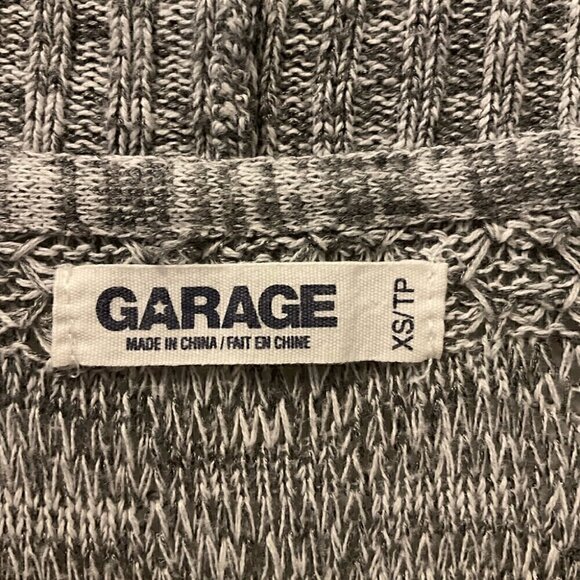 GARAGE
MADE IN CHINA / FAIT EN CHINE
XS/TP